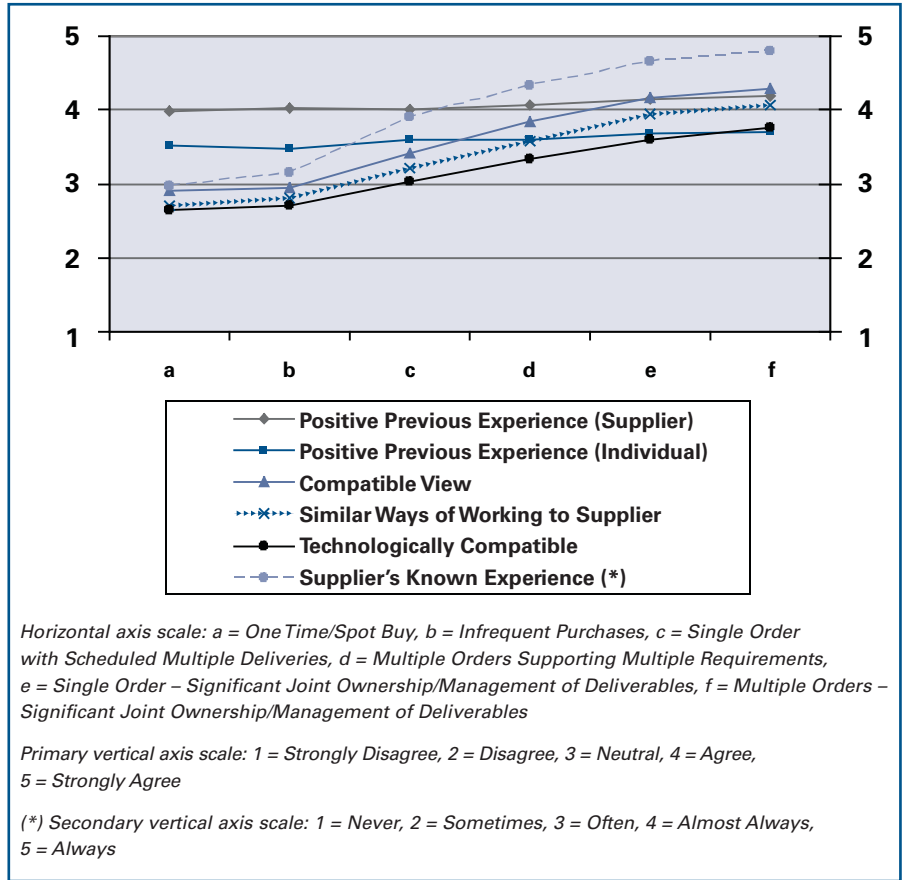 5 5
4 4
3 3
2 2
1 1
a b c d e f
Positive Previous Experience (Supplier)
Positive Previous Experience (Individual)
Compatible View
Similar Ways of Working to Supplier
Technologically Compatible
Supplier's Known Experience (*)
Horizontal axis scale: a = One Time/Spot Buy, b = Infrequent Purchases, c = Single Order
with Scheduled Multiple Deliveries, d = Multiple Orders Supporting Multiple Requirements,
e = Single Order – Significant Joint Ownership/Management of Deliverables, f = Multiple Orders –
Significant Joint Ownership/Management of Deliverables
Primary vertical axis scale: 1 = Strongly Disagree, 2 = Disagree, 3 = Neutral, 4 = Agree,
5 = Strongly Agree
(*) Secondary vertical axis scale: 1 = Never, 2 = Sometimes, 3 = Often, 4 = Almost Always,
5 = Always